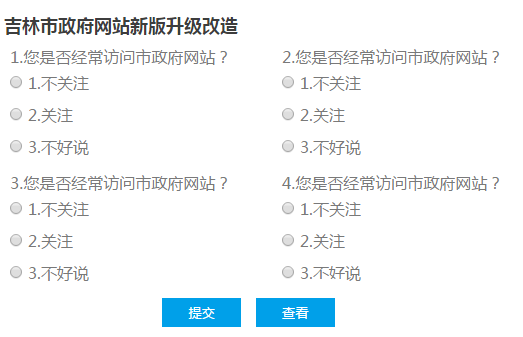 吉林市政府网站新版升级改造
1.您是否经常访问市政府网站？
1.不关注
2.关注
3.不好说
2.您是否经常访问市政府网站？
1.不关注
2.关注
3.不好说
3.您是否经常访问市政府网站？
1.不关注
2.关注
3.不好说
4.您是否经常访问市政府网站？
1.不关注
2.关注
3.不好说
提交
查看